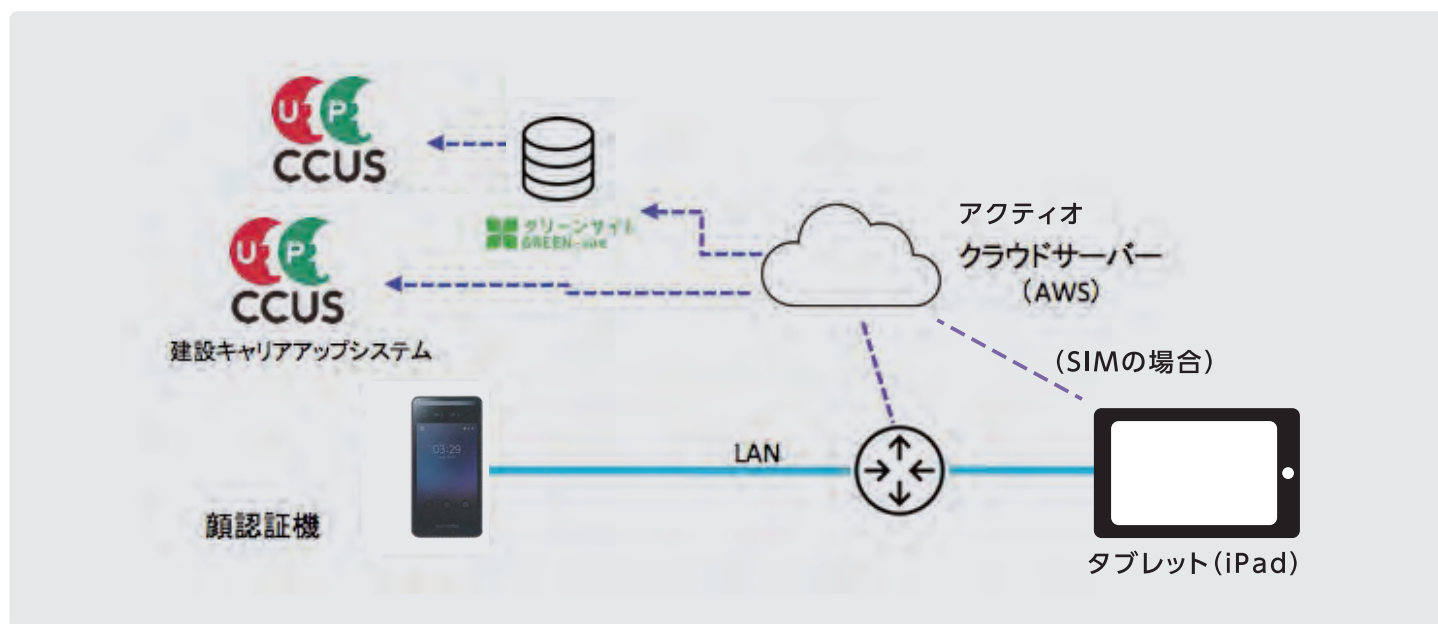 U P
CCUS
グリーンサイト
GREEN-site
U P
CCUS
建設キャリアアップシステム
アクティオ
クラウドサーバー
（AWS）
（SIMの場合）
LAN
03:29
顔認証機
タブレット（iPad）